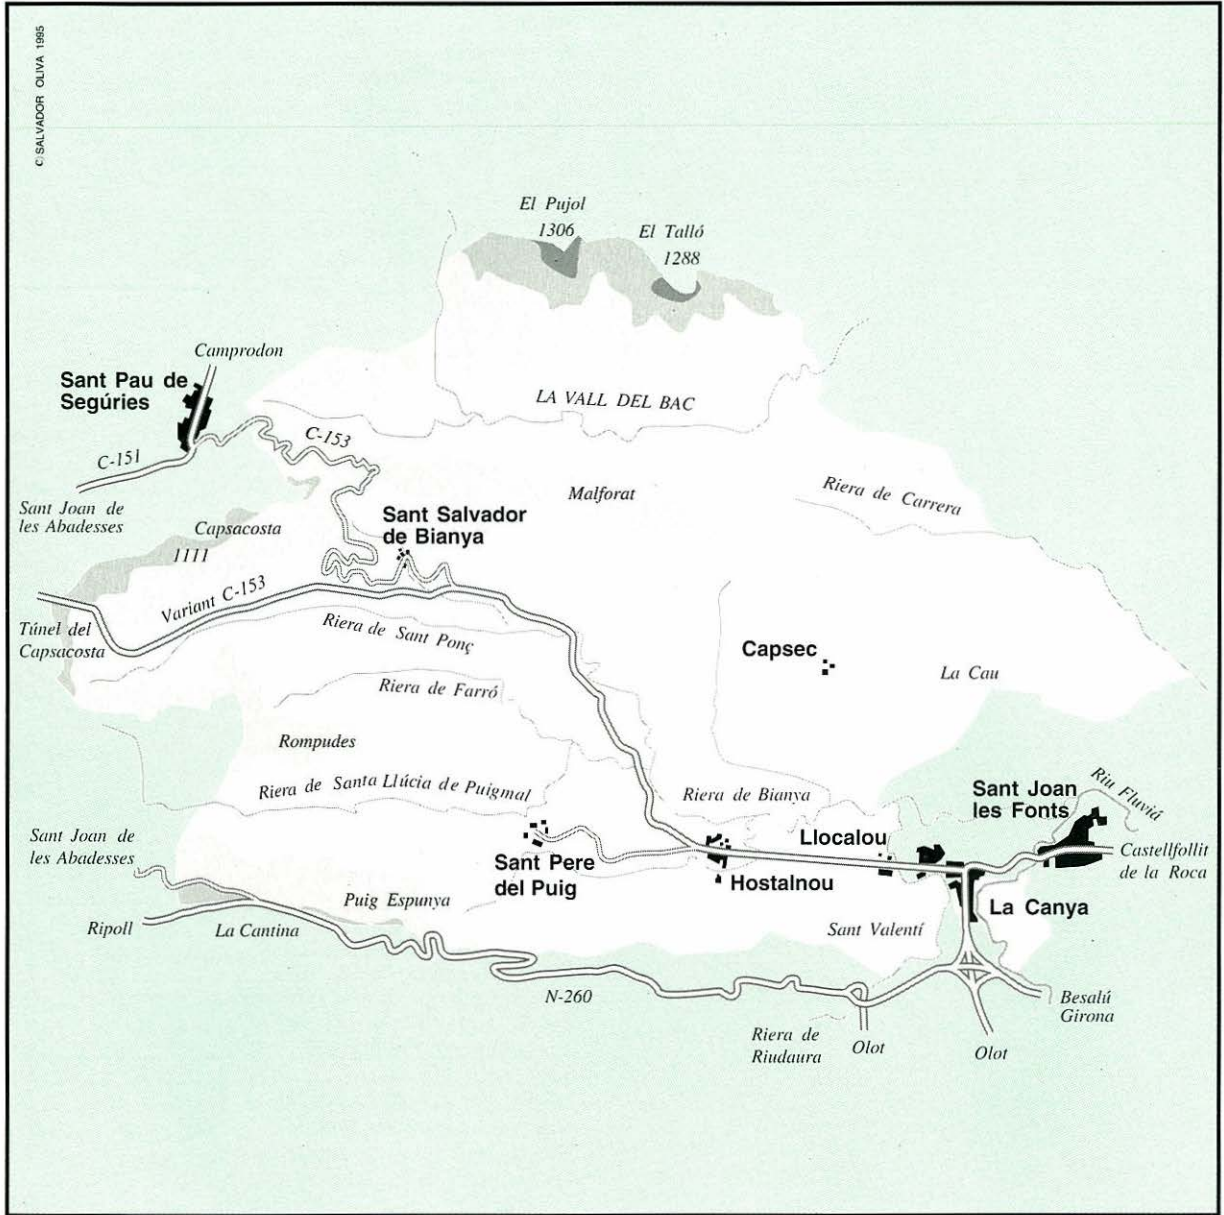 C) SALVADOR OLIVA 1995
El Pujol
1306
El Talló
1288
Camprodon
Sant Pau de
Segúries
LA VALL DEL BAC
C-153
C-151
Sant Joan de
les Abadesses
Malforat
Riera de Carrera
Capsacosta
1111
Sant Salvador
de Bianya
Variant C-153
Túnel del
Capsacosta
Riera de Sant Ponç
Capsec
La Cau
Riera de Farró
Rompudes
Riera de Santa Llúcia de Puigmal
Riera de Bianya
Sant Joan
les Fonts
Riu Fluvià
Sant Joan de
les Abadesses
Llocalou
Sant Pere
del Puig
Castellfollit
de la Roca
Hostalnou
Puig Espunya
La Canya
Ripoll
La Cantina
Sant Valentí
N-260
Besalú
Girona
Riera de
Riudaura
Olot
Olot